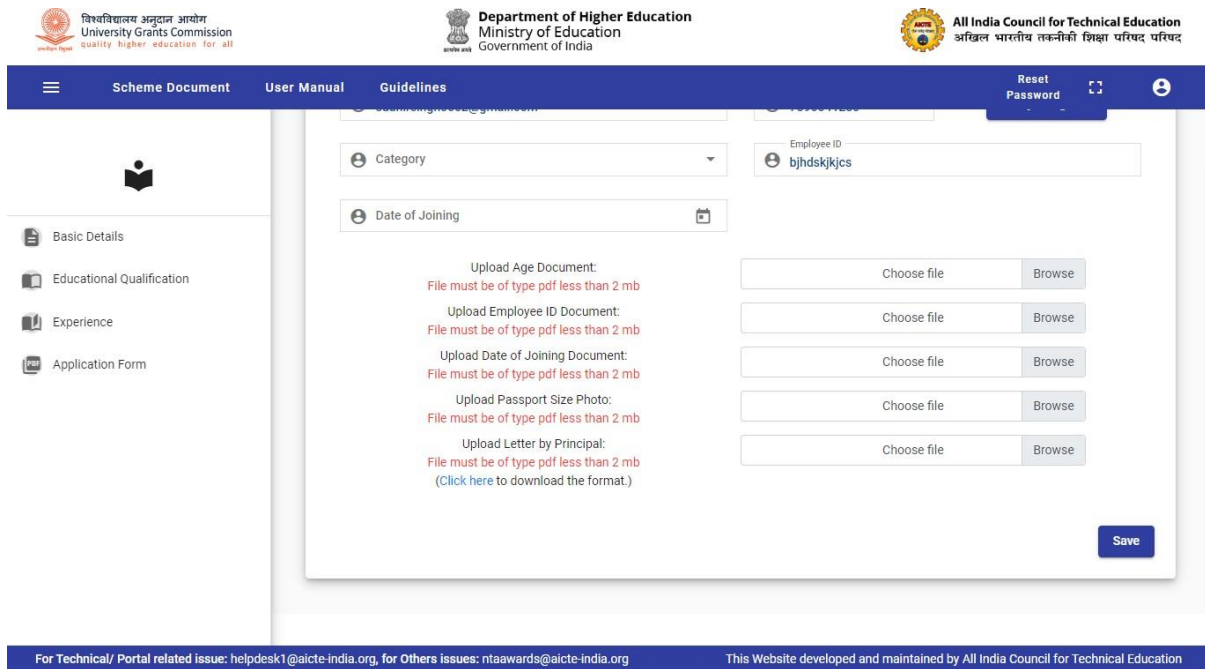 विश्वविद्यालय अनुदान आयोग
University Grants Commission
quality higher education for all
Department of Higher Education
Ministry of Education
Government of India
All India Council for Technical Education
अखिल भारतीय तकनीकी शिक्षा परिषद परिषद
Scheme Document
User Manual
Guidelines
Reset
Password
Category
Employee ID
bjhdskjkjcs
Date of Joining
Basic Details
Educational Qualification
Experience
PDF
Application Form
Upload Age Document:
File must be of type pdf less than 2 mb
Choose file
Browse
Upload Employee ID Document:
File must be of type pdf less than 2 mb
Choose file
Browse
Upload Date of Joining Document:
File must be of type pdf less than 2 mb
Choose file
Browse
Upload Passport Size Photo:
File must be of type pdf less than 2 mb
Choose file
Browse
Upload Letter by Principal:
File must be of type pdf less than 2 mb
(Click here to download the format.)
Choose file
Browse
Save
For Technical/ Portal related issue: helpdesk1@aicte-india.org, for Others issues: ntaawards@aicte-india.org
This Website developed and maintained by All India Council for Technical Education